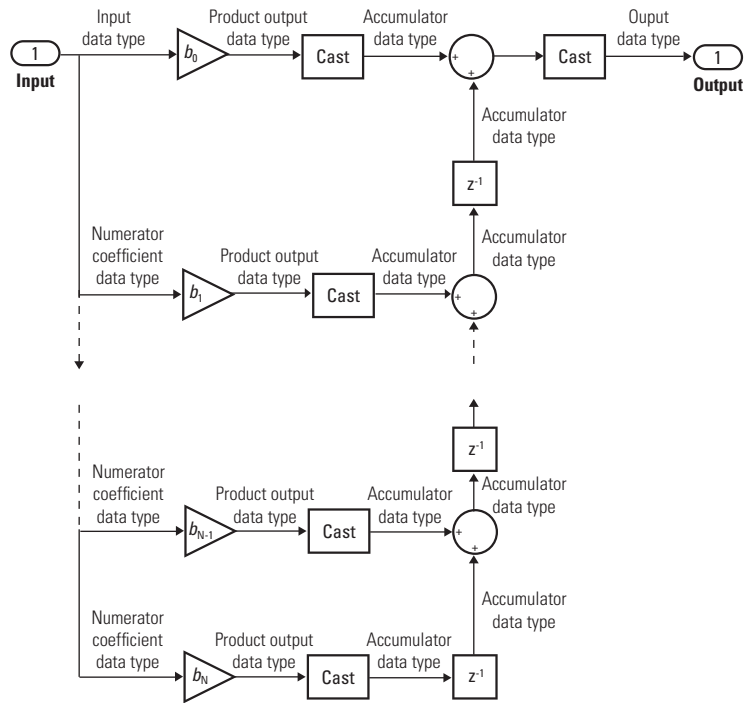 Input
data type
Product output
data type
Accumulator
data type
Ouput
data type
1
Input
b0
Cast
+
+
Cast
1
Output
Accumulator
data type
z-1
Numerator
coefficient
data type
Product output
data type
Accumulator
data type
Accumulator
data type
b1
Cast
+
+
z-1
Numerator
coefficient
data type
Product output
data type
Accumulator
data type
Accumulator
data type
bN-1
Cast
+
+
Numerator
coefficient
data type
Product output
data type
Accumulator
data type
Accumulator
data type
bN
Cast
z-1